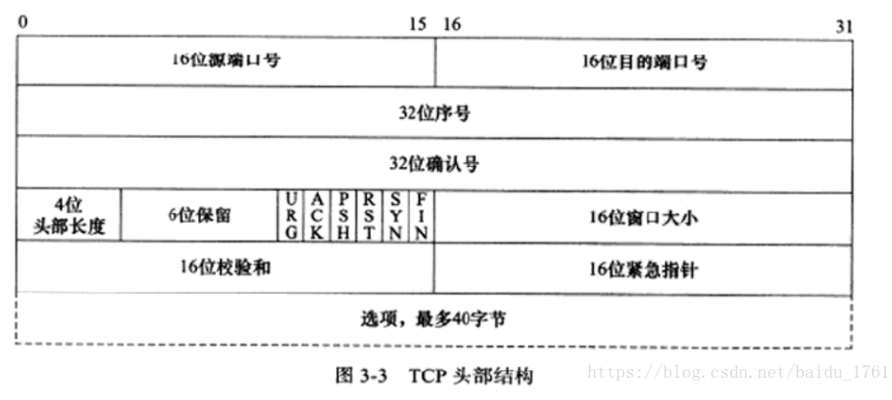 0 15 16 31
16位源端口号 16位目的端口号
32位序号
32位确认号
4位头部长度 6位保留 URG ACK PSH RST SYN FIN 16位窗口大小
16位校验和 16位紧急指针
选项，最多40字节
图 3-3 TCP 头部结构
https://blog.csdn.net/baidu_1761